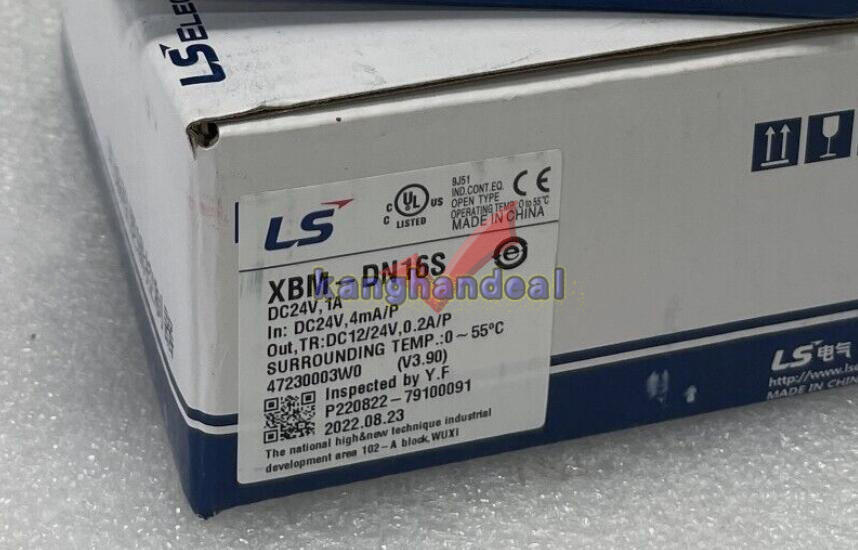 LS ELEC
LS
C UL US
LISTED
C
9J51
IND.CONT.EQ.
OPEN TYPE
OPERATING TEMP. 0 to 55℃
MADE IN CHINA
CE
XBM-DN16S
kanghandeal
DC24V,1A
In: DC24V,4mA/P
Out,TR:DC12/24V,0.2A/P
SURROUNDING TEMP.:0~55℃
47230003W0 (V3.90)
Inspected by Y.F
P220822-79100091
2022.08.23
The national high&new technique industrial
development area 102-A block,WUXI
LS电气
http://www.lse
MADE IN CHIN